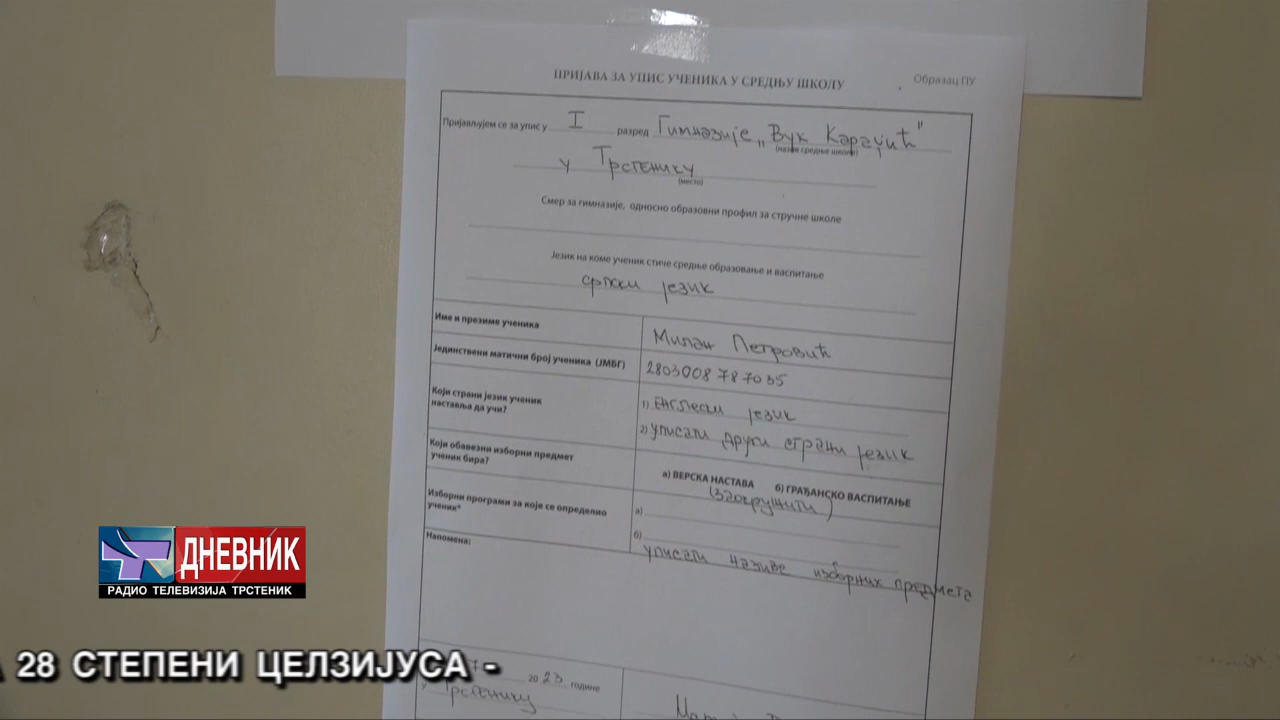 ПРИЈАВА ЗА УПИС УЧЕНИКА У СРЕДЊУ ШКОЛУ
Образац ПУ
Пријављујем се за упис у I разред Гимназије „Вук Караџић"
(назив средње школе)
у Трстенику
(место)
Смер за гимназије, односно образовни профил за стручне школе
Језик на коме ученик стиче средње образовање и васпитање
српски језик
Име и презиме ученика
Милан Петровић
Јединствени матични број ученика (ЈМБГ)
2803008787035
Који страни језик ученик
наставља да учи?
1) Енглески језик
2) уписати други страни језик
Који обавезни изборни предмет
ученик бира?
а) ВЕРСКА НАСТАВА б) ГРАЂАНСКО ВАСПИТАЊЕ
(заокружити)
Изборни програми за које се определио
ученик*
а)
б)
уписати називе изборних предмета
Напомена:
20 23 године
у Трстенику
ДНЕВНИК
РАДИО ТЕЛЕВИЗИЈА ТРСТЕНИК
28 СТЕПЕНИ ЦЕЛЗИЈУСА -